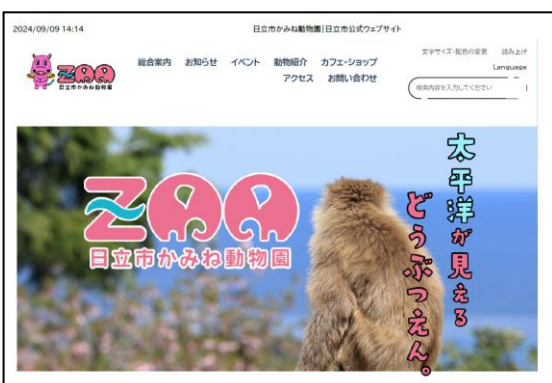 2024/09/09 14:14
日立市かみね動物園|日立市公式ウェブサイト
ZOO
日立市かみね動物園
総合案内 お知らせ イベント 動物紹介 カフェ・ショップ
アクセス お問い合わせ
文字サイズ・配色の変更 読み上げ
Language
検索内容を入力してください
ZOO
日立市かみね動物園
太平洋が見える
どうぶつえん。